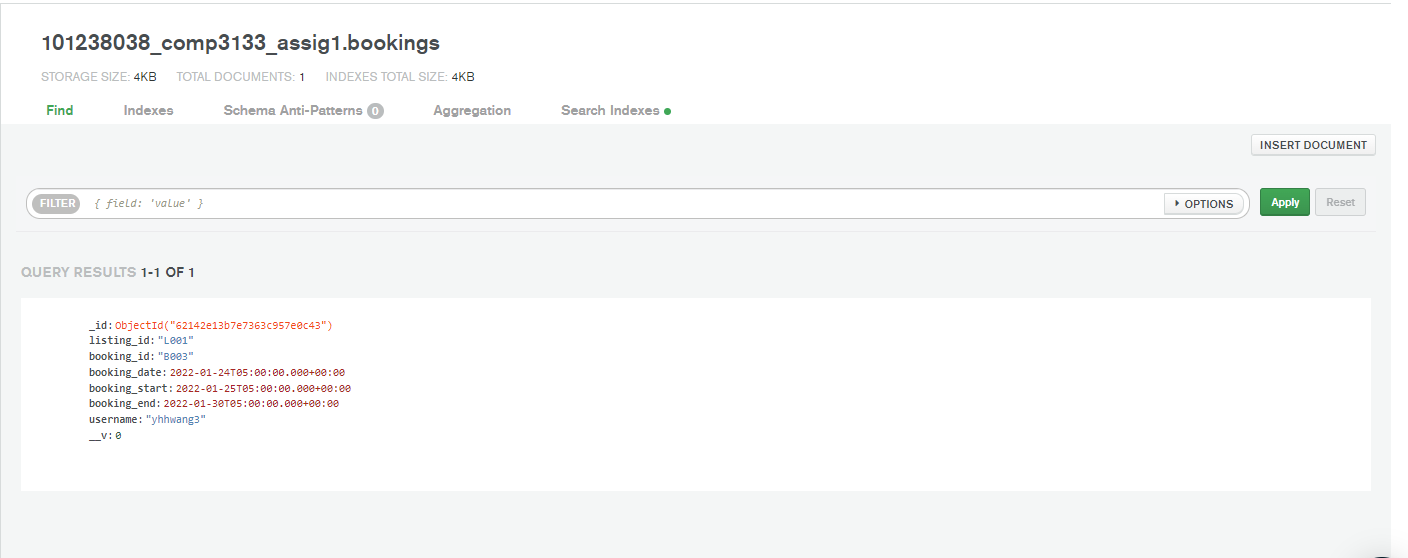 101238038_comp3133_assig1.bookings
STORAGE SIZE: 4KB TOTAL DOCUMENTS: 1 INDEXES TOTAL SIZE: 4KB
Find Indexes Schema Anti-Patterns 0 Aggregation Search Indexes
INSERT DOCUMENT
FILTER { field: 'value' } OPTIONS Apply Reset
QUERY RESULTS 1-1 OF 1
_id: ObjectId("62142e13b7e7363c957e0c43")
listing_id: "L001"
booking_id: "B003"
booking_date: 2022-01-24T05:00:00.000+00:00
booking_start: 2022-01-25T05:00:00.000+00:00
booking_end: 2022-01-30T05:00:00.000+00:00
username: "yhhwang3"
__v: 0